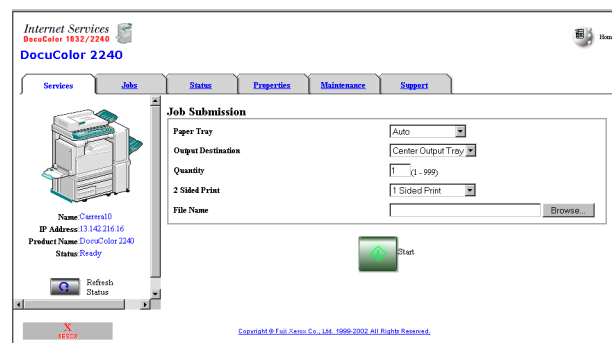 Internet Services
DocuColor 1632/2240
DocuColor 2240
Services
Jobs
Status
Properties
Maintenance
Support
Job Submission
Paper Tray
Auto
Output Destination
Center Output Tray
Quantity
1 (1 - 999)
2 Sided Print
1 Sided Print
File Name
Browse...
Start
Name: Carrera10
IP Address: 13.142.216.16
Product Name: DocuColor 2240
Status: Ready
Refresh
Status
X
XEROX
Copyright © Fuji Xerox Co., Ltd. 1999-2002 All Rights Reserved.